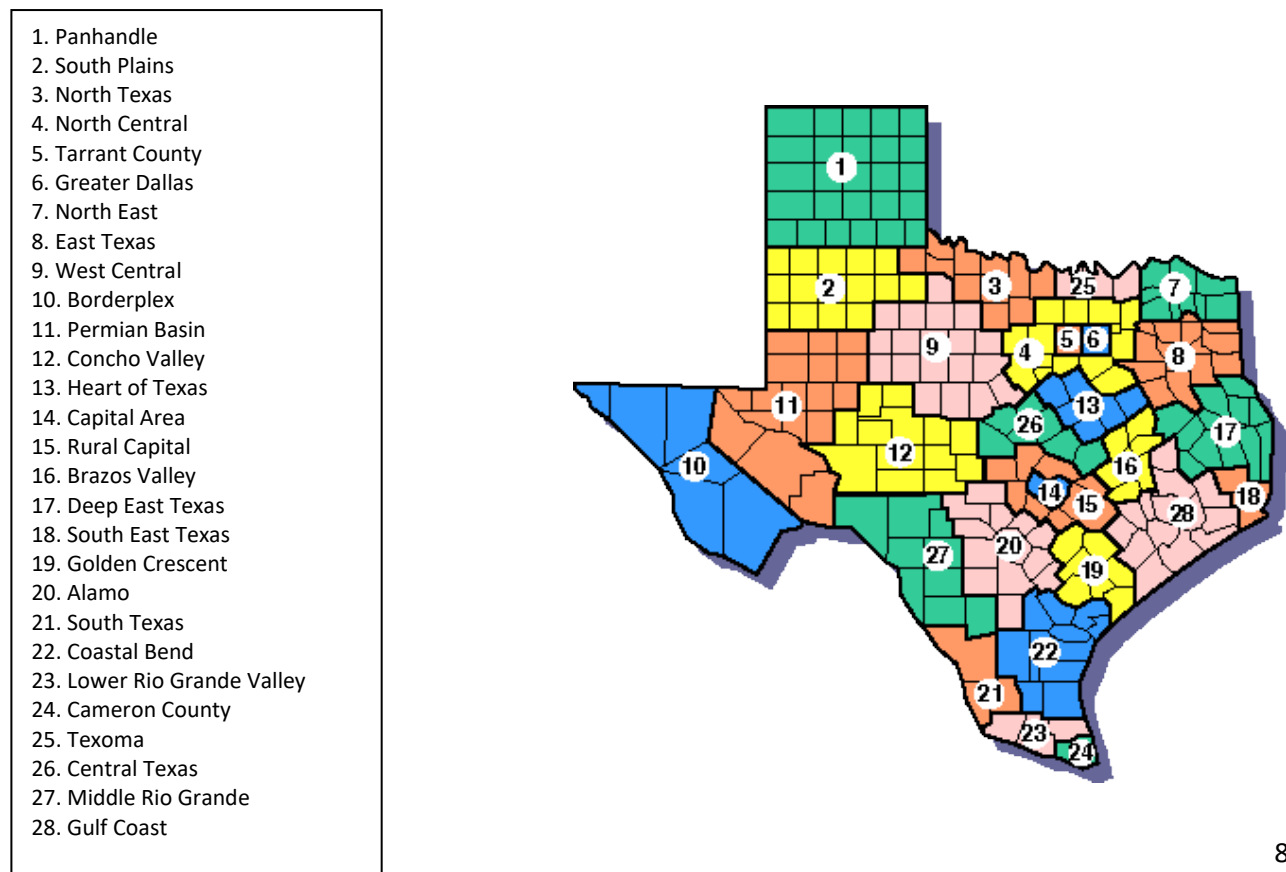 1. Panhandle
2. South Plains
3. North Texas
4. North Central
5. Tarrant County
6. Greater Dallas
7. North East
8. East Texas
9. West Central
10. Borderplex
11. Permian Basin
12. Concho Valley
13. Heart of Texas
14. Capital Area
15. Rural Capital
16. Brazos Valley
17. Deep East Texas
18. South East Texas
19. Golden Crescent
20. Alamo
21. South Texas
22. Coastal Bend
23. Lower Rio Grande Valley
24. Cameron County
25. Texoma
26. Central Texas
27. Middle Rio Grande
28. Gulf Coast
1
2
3
25
7
9
4
5
6
8
11
13
26
17
12
10
16
14
15
18
28
20
27
19
22
21
23
24
8